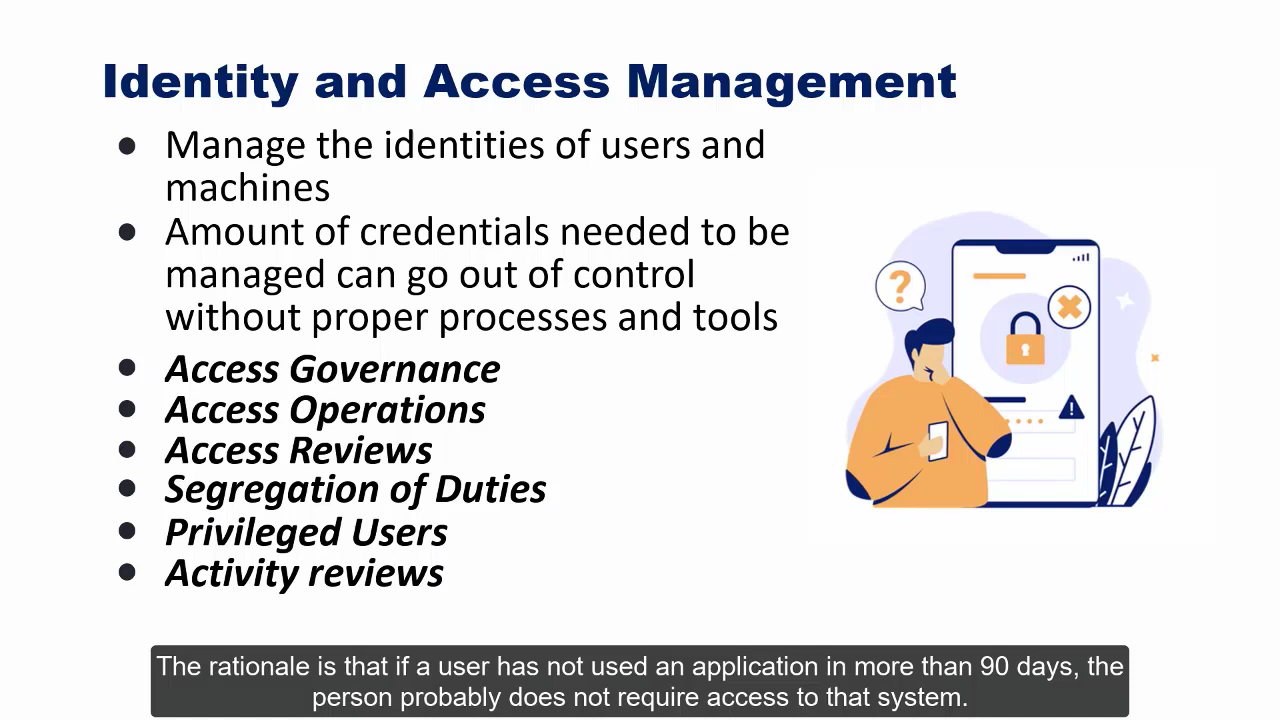 Identity and Access Management
● Manage the identities of users and
machines
● Amount of credentials needed to be
managed can go out of control
without proper processes and tools
● Access Governance
● Access Operations
● Access Reviews
● Segregation of Duties
● Privileged Users
● Activity reviews
?
!
The rationale is that if a user has not used an application in more than 90 days, the
person probably does not require access to that system.